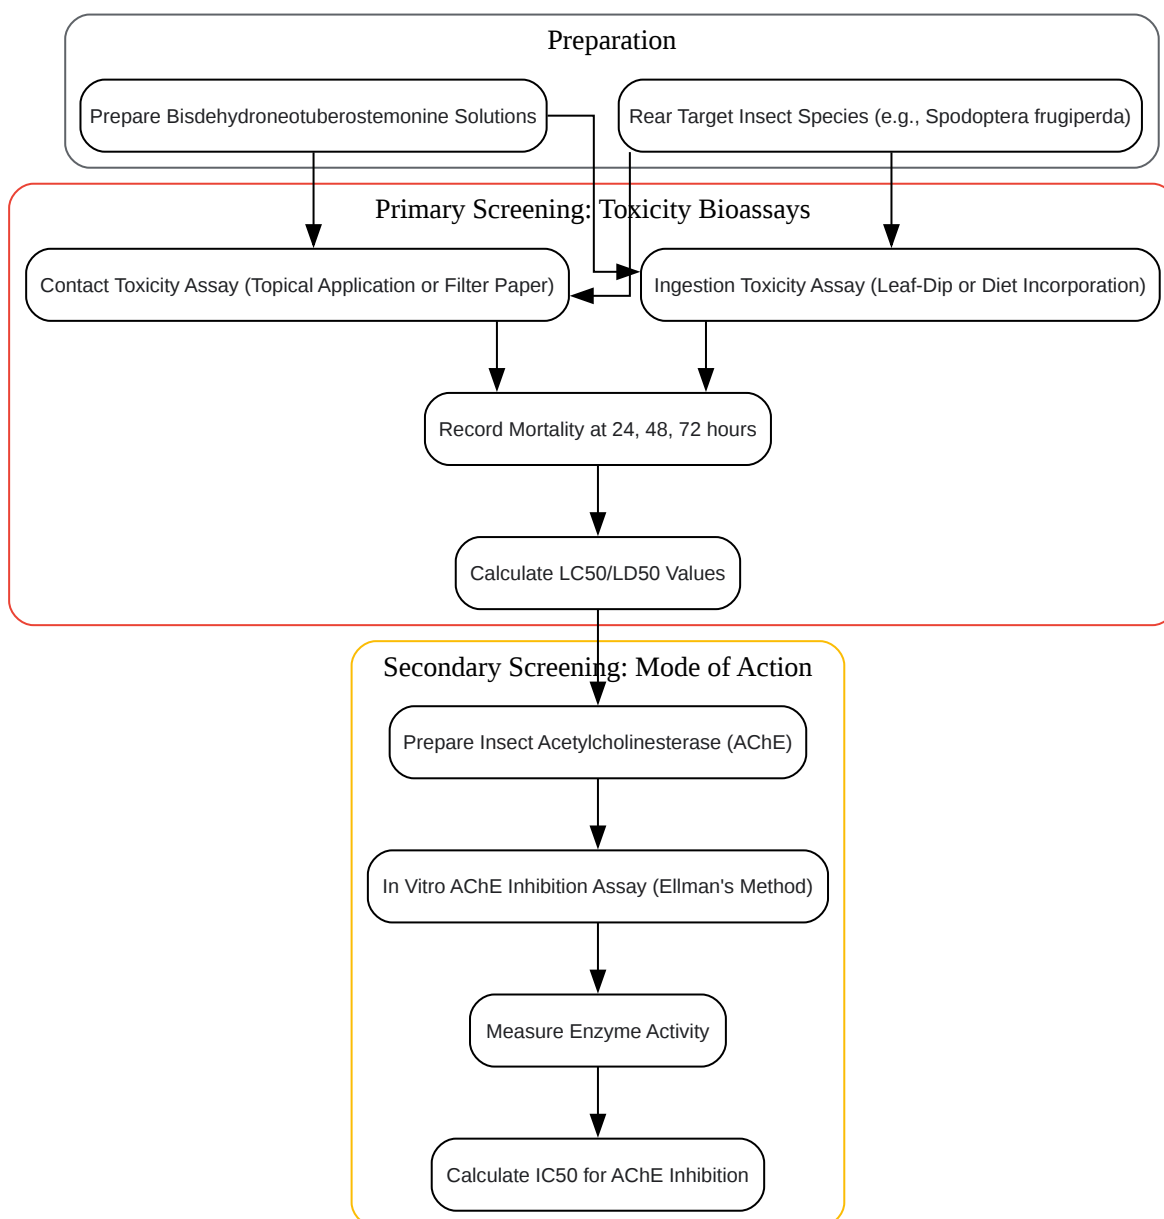 Preparation
Prepare Bisdehydroneotuberostemonine Solutions
Rear Target Insect Species (e.g., Spodoptera frugiperda)
Primary Screening: Toxicity Bioassays
Contact Toxicity Assay (Topical Application or Filter Paper)
Ingestion Toxicity Assay (Leaf-Dip or Diet Incorporation)
Record Mortality at 24, 48, 72 hours
Calculate LC50/LD50 Values
Secondary Screening: Mode of Action
Prepare Insect Acetylcholinesterase (AChE)
In Vitro AChE Inhibition Assay (Ellman's Method)
Measure Enzyme Activity
Calculate IC50 for AChE Inhibition